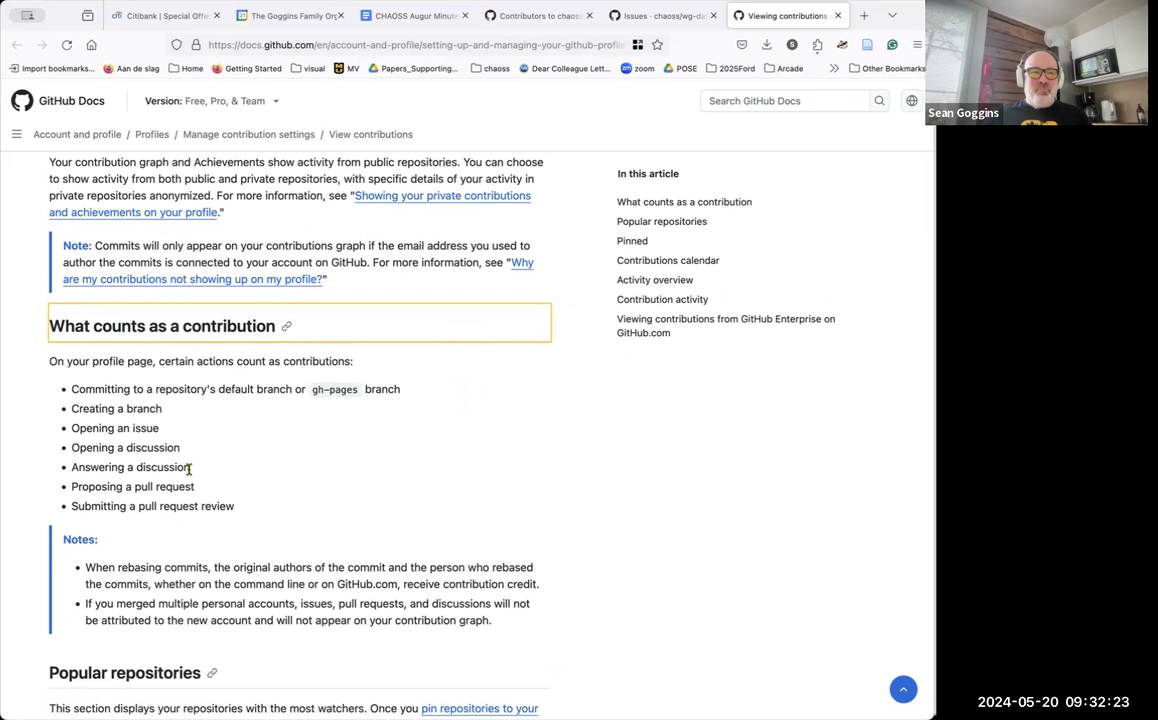 Citibank | Special Offe
The Goggins Family Or
CHAOSS Augur Minute
Contributors to chaos
Issues · chaoss/wg-da
Viewing contributions
https://docs.github.com/en/account-and-profile/setting-up-and-managing-your-github-profil
Import bookmarks...
Aan de slag
Home
Getting Started
visual
MV
Papers_Supporting...
chaoss
Dear Colleague Lett...
zoom
POSE
2025Ford
Arcade
Other Bookmarks
GitHub Docs
Version: Free, Pro, & Team
Search GitHub Docs
Sean Goggins
Account and profile / Profiles / Manage contribution settings / View contributions
Your contribution graph and Achievements show activity from public repositories. You can choose
to show activity from both public and private repositories, with specific details of your activity in
private repositories anonymized. For more information, see "Showing your private contributions
and achievements on your profile."
Note: Commits will only appear on your contributions graph if the email address you used to
author the commits is connected to your account on GitHub. For more information, see "Why
are my contributions not showing up on my profile?"
What counts as a contribution
On your profile page, certain actions count as contributions:
Committing to a repository's default branch or gh-pages branch
Creating a branch
Opening an issue
Opening a discussion
Answering a discussion
Proposing a pull request
Submitting a pull request review
Notes:
When rebasing commits, the original authors of the commit and the person who rebased
the commits, whether on the command line or on GitHub.com, receive contribution credit.
If you merged multiple personal accounts, issues, pull requests, and discussions will not
be attributed to the new account and will not appear on your contribution graph.
Popular repositories
This section displays your repositories with the most watchers. Once you pin repositories to your
In this article
What counts as a contribution
Popular repositories
Pinned
Contributions calendar
Activity overview
Contribution activity
Viewing contributions from GitHub Enterprise on
GitHub.com
2024-05-20 09:32:23